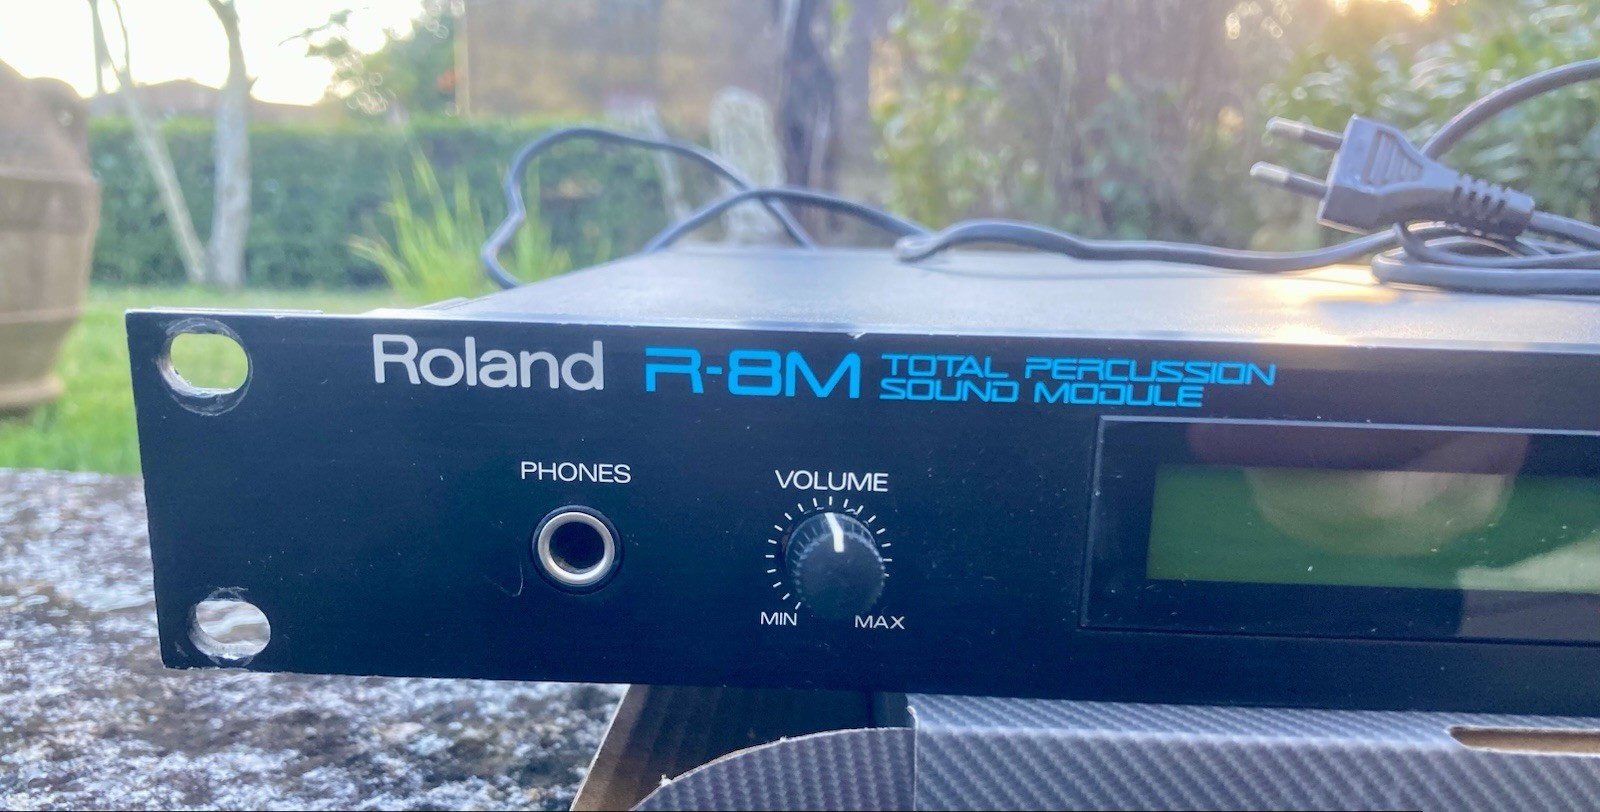 Roland R-8M TOTAL PERCUSSION
SOUND MODULE
PHONES
VOLUME
MIN MAX